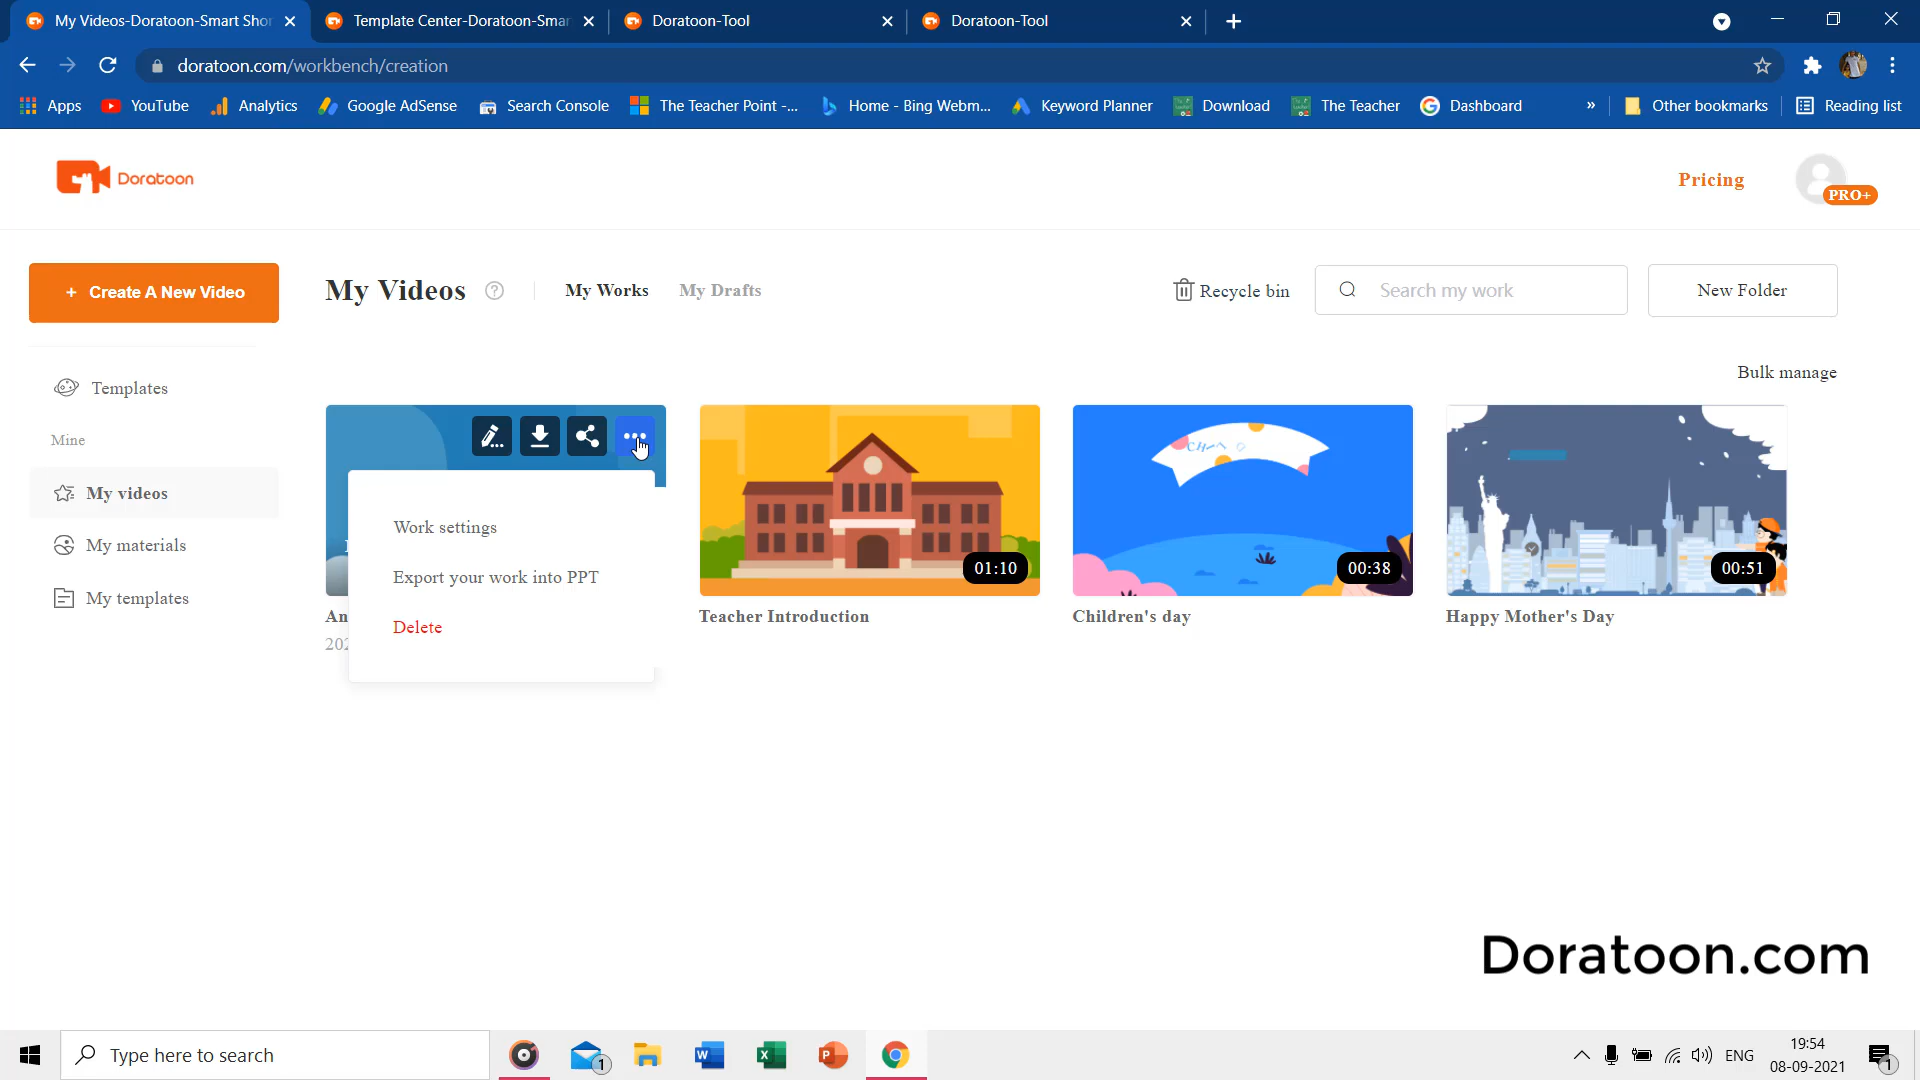 My Videos-Doratoon-Smart Shor
Template Center-Doratoon-Smar
Doratoon-Tool
Doratoon-Tool
doratoon.com/workbench/creation
Apps
YouTube
Analytics
Google AdSense
Search Console
The Teacher Point -...
Home - Bing Webm...
Keyword Planner
Download
The Teacher
Dashboard
»
Other bookmarks
Reading list
Doratoon
Pricing
PRO+
+ Create A New Video
My Videos
My Works
My Drafts
Recycle bin
Search my work
New Folder
Bulk manage
Templates
Mine
My videos
My materials
My templates
Work settings
Export your work into PPT
Delete
An
202
01:10
Teacher Introduction
00:38
Children's day
00:51
Happy Mother's Day
Doratoon.com
Type here to search
1
ENG
19:54
08-09-2021
1